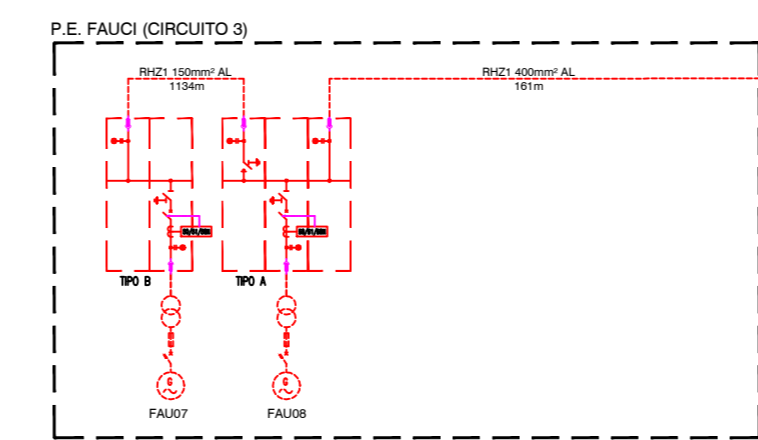 P.E. FAUCI (CIRCUITO 3)
RHZ1 150mm² AL
1134m
RHZ1 400mm² AL
161m
TIPO B
TIPO A
G
G
FAU07
FAU08